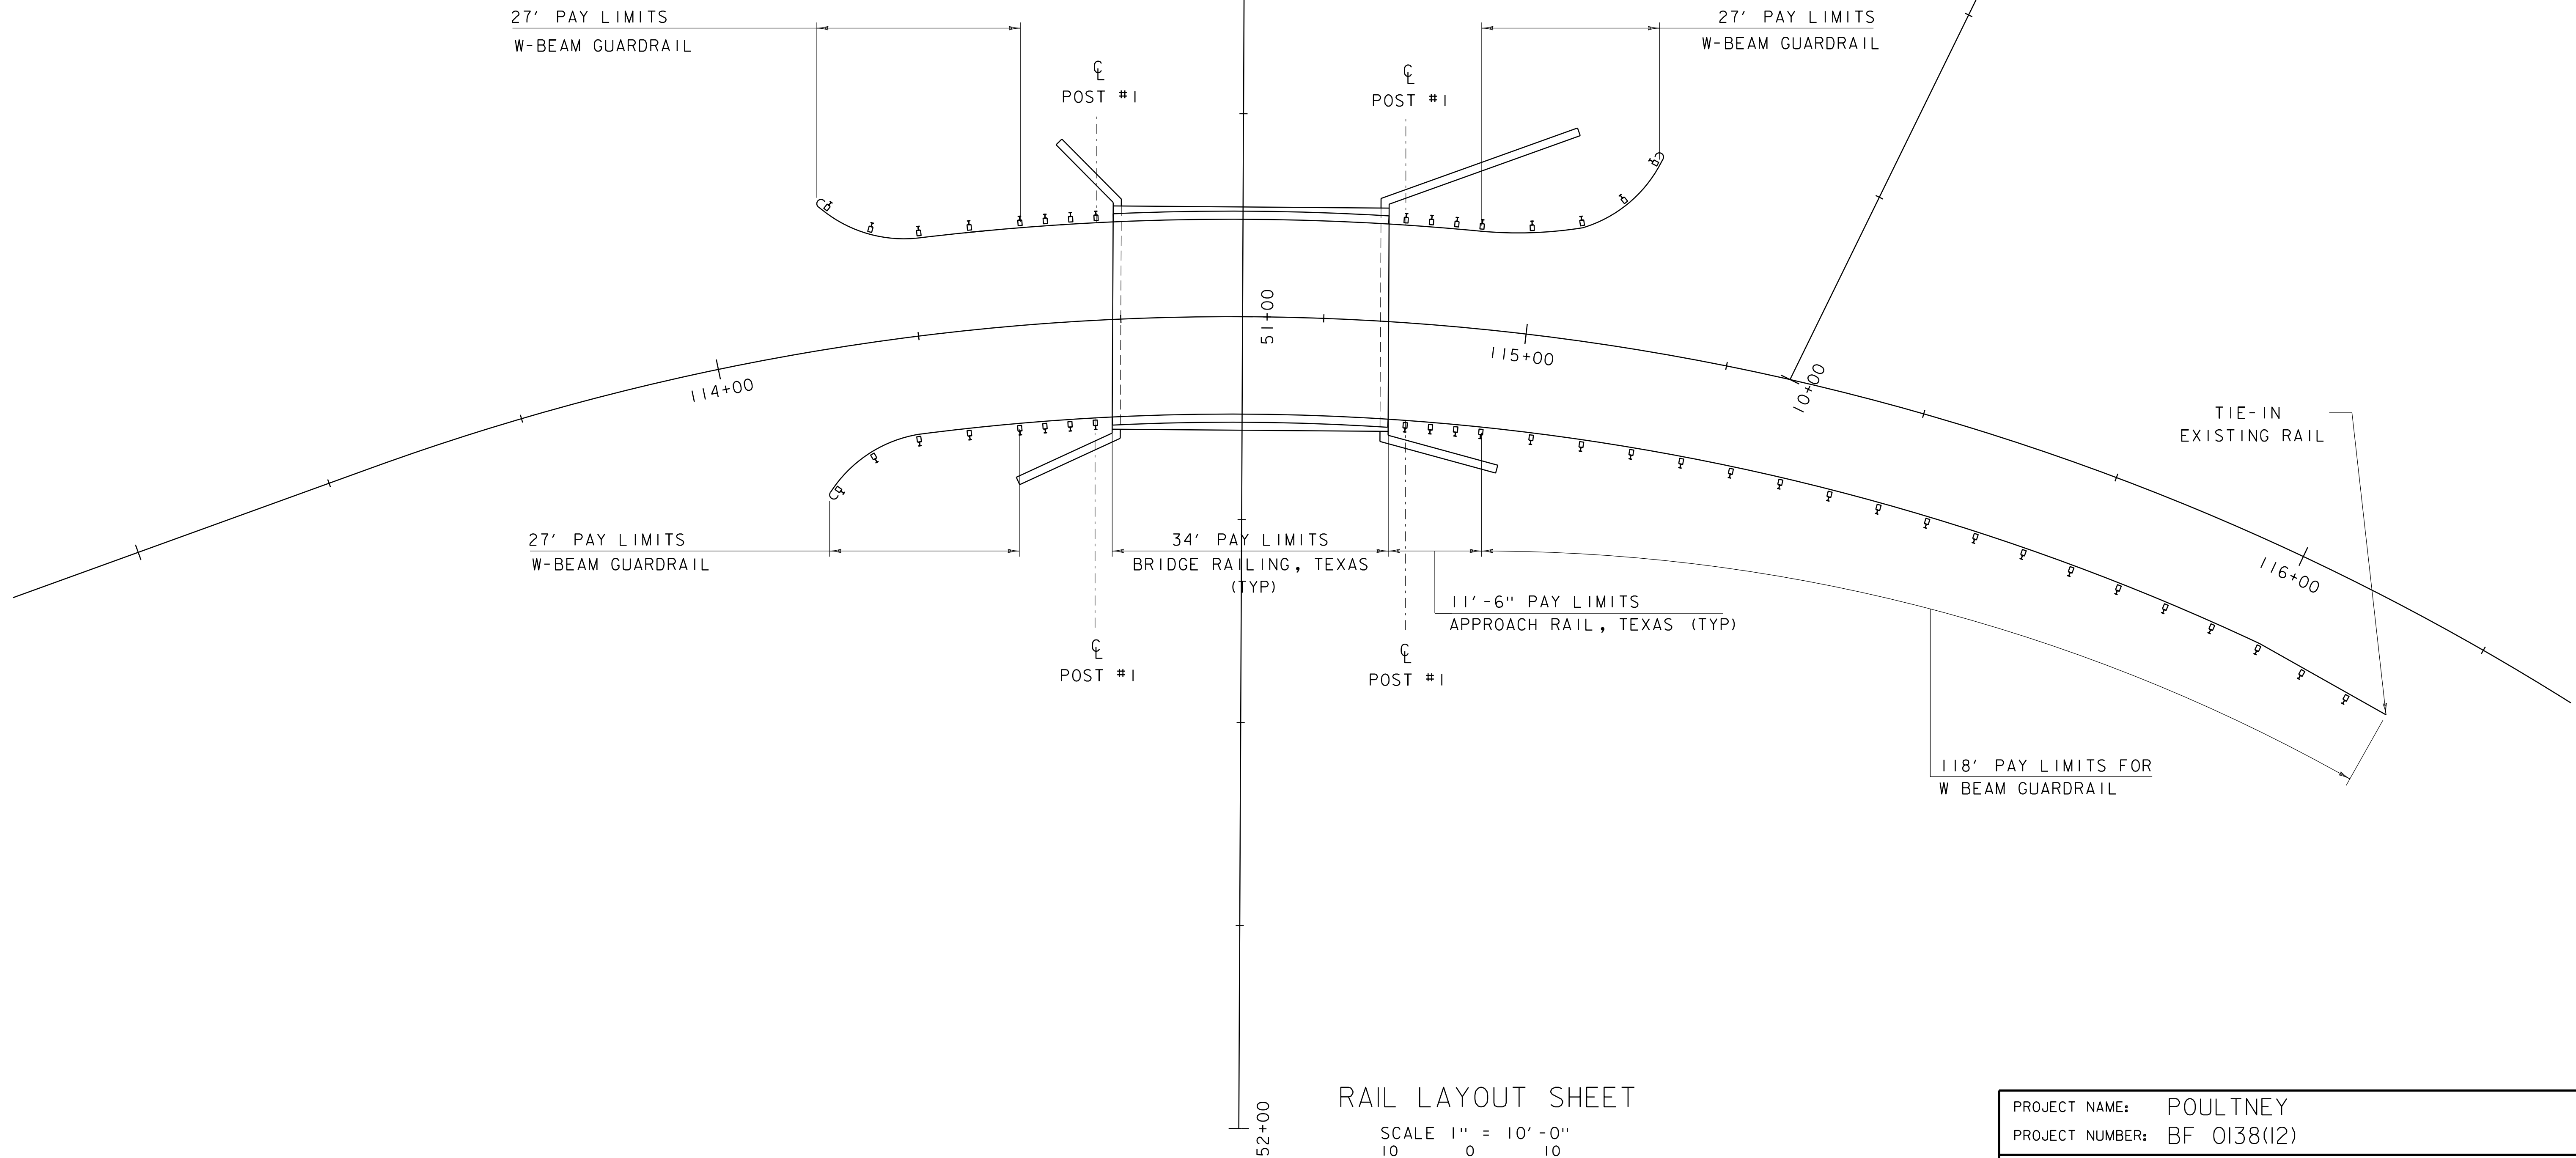 27' PAY LIMITS
W-BEAM GUARDRAIL
27' PAY LIMITS
W-BEAM GUARDRAIL
℄
POST #1
℄
POST #1
51+00
114+00
115+00
10+00
116+00
TIE-IN
EXISTING RAIL
27' PAY LIMITS
W-BEAM GUARDRAIL
34' PAY LIMITS
BRIDGE RAILING, TEXAS
(TYP)
11'-6" PAY LIMITS
APPROACH RAIL, TEXAS (TYP)
℄
POST #1
℄
POST #1
118' PAY LIMITS FOR
W BEAM GUARDRAIL
52+00
RAIL LAYOUT SHEET
SCALE 1" = 10'-0"
10 0 10
PROJECT NAME: POULTNEY
PROJECT NUMBER: BF 0138(12)